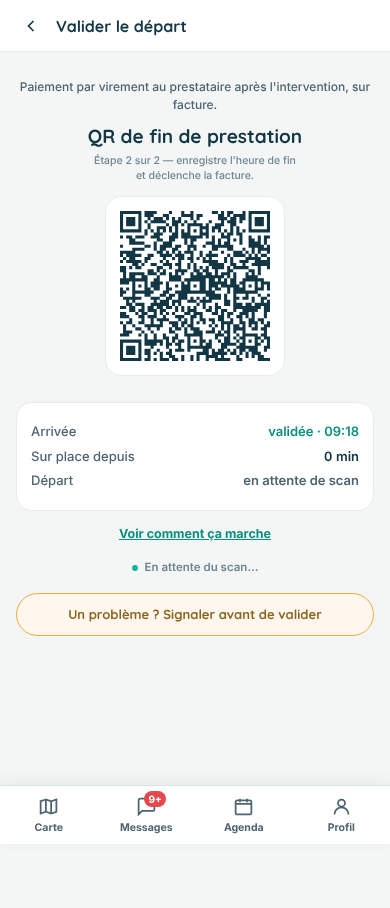 Valider le départ
Paiement par virement au prestataire après l'intervention, sur
facture.
QR de fin de prestation
Étape 2 sur 2 — enregistre l'heure de fin
et déclenche la facture.
Arrivée validée · 09:18
Sur place depuis 0 min
Départ en attente de scan
Voir comment ça marche
En attente du scan...
Un problème ? Signaler avant de valider
9+
Carte Messages Agenda Profil